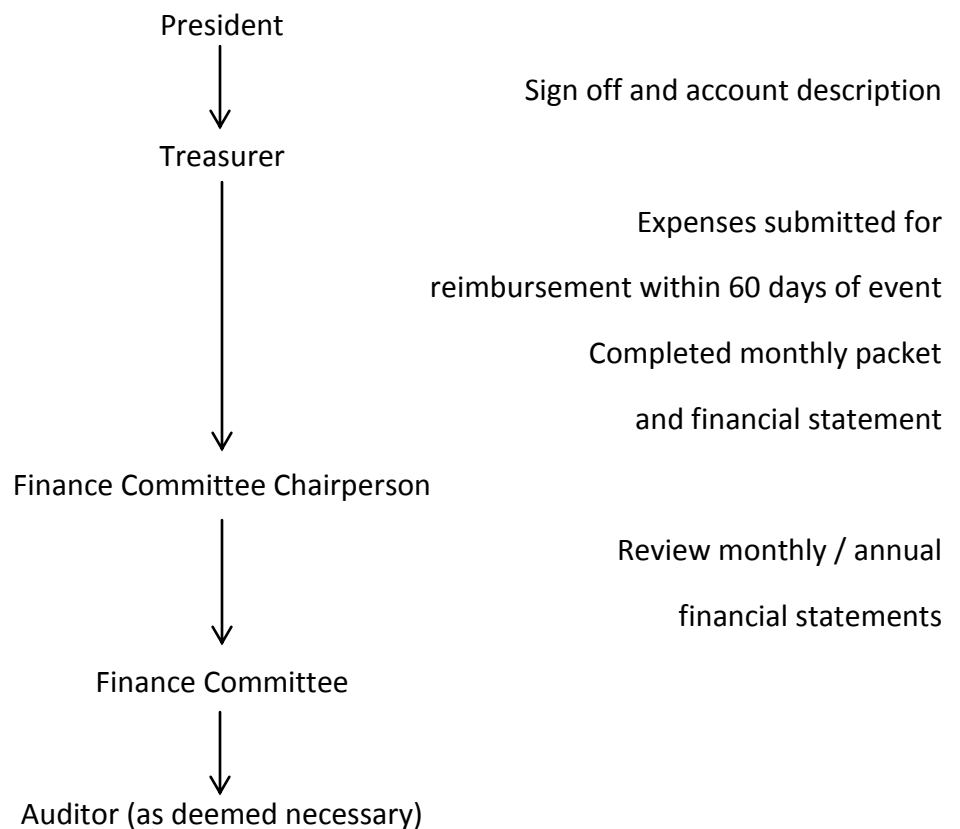 President
Sign off and account description
Treasurer
Expenses submitted for
reimbursement within 60 days of event
Completed monthly packet
and financial statement
Finance Committee Chairperson
Review monthly / annual
financial statements
Finance Committee
Auditor (as deemed necessary)